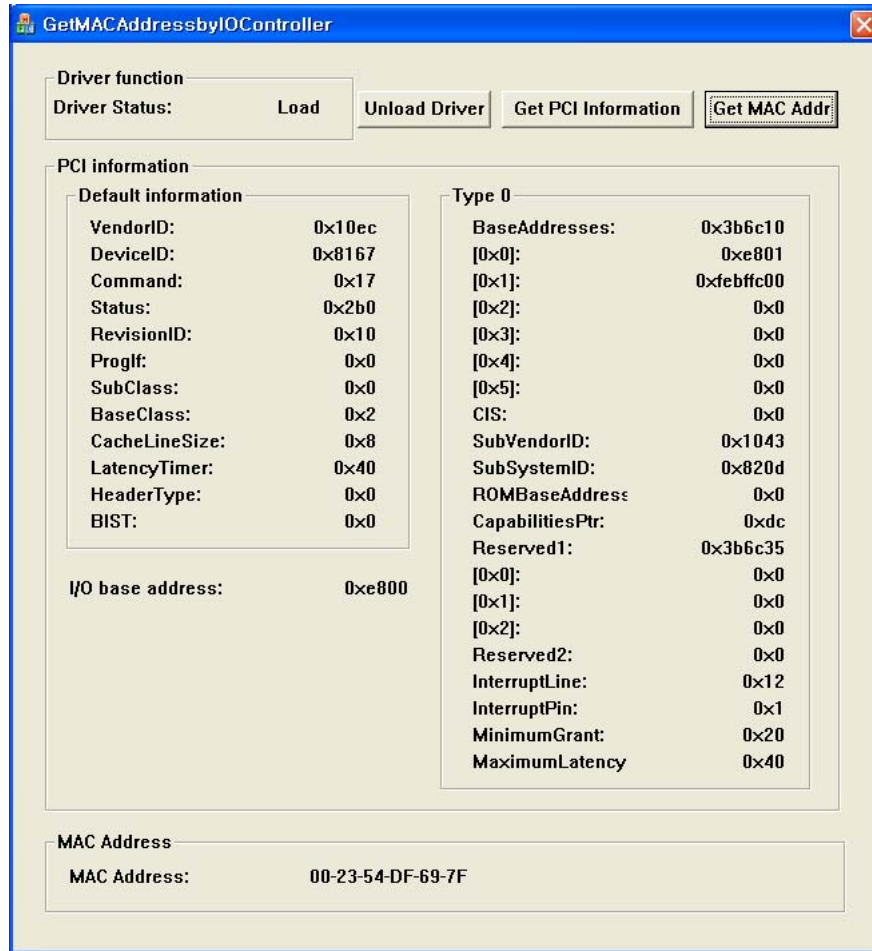 GetMACAddressbyIOController
Driver function
Driver Status: Load
Unload Driver
Get PCI Information
Get MAC Addr
PCI information
Default information
VendorID: 0x10ec
DeviceID: 0x8167
Command: 0x17
Status: 0x2b0
RevisionID: 0x10
ProgIf: 0x0
SubClass: 0x0
BaseClass: 0x2
CacheLineSize: 0x8
LatencyTimer: 0x40
HeaderType: 0x0
BIST: 0x0
I/O base address: 0xe800
Type 0
BaseAddresses: 0x3b6c10
[0x0]: 0xe801
[0x1]: 0xfebffc00
[0x2]: 0x0
[0x3]: 0x0
[0x4]: 0x0
[0x5]: 0x0
CIS: 0x0
SubVendorID: 0x1043
SubSystemID: 0x820d
ROMBaseAddress 0x0
CapabilitiesPtr: 0xdc
Reserved1: 0x3b6c35
[0x0]: 0x0
[0x1]: 0x0
[0x2]: 0x0
Reserved2: 0x0
InterruptLine: 0x12
InterruptPin: 0x1
MinimumGrant: 0x20
MaximumLatency 0x40
MAC Address
MAC Address: 00-23-54-DF-69-7F